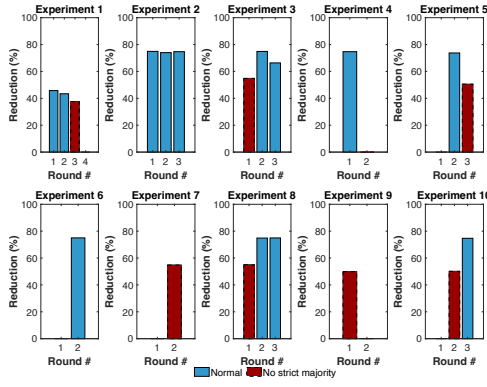 Experiment 1 Experiment 2 Experiment 3 Experiment 4 Experiment 5
100 100 100 100 100
80 80 80 80 80
60 60 60 60 60
40 40 40 40 40
20 20 20 20 20
0 0 0 0 0
Reduction (%) Reduction (%) Reduction (%) Reduction (%) Reduction (%)
1 2 3 4 1 2 3 1 2 3 1 2 1 2 3
Round # Round # Round # Round # Round #
Experiment 6 Experiment 7 Experiment 8 Experiment 9 Experiment 10
100 100 100 100 100
80 80 80 80 80
60 60 60 60 60
40 40 40 40 40
20 20 20 20 20
0 0 0 0 0
Reduction (%) Reduction (%) Reduction (%) Reduction (%) Reduction (%)
1 2 1 2 1 2 3 1 2 1 2 3
Round # Round # Round # Round # Round #
Normal No strict majority